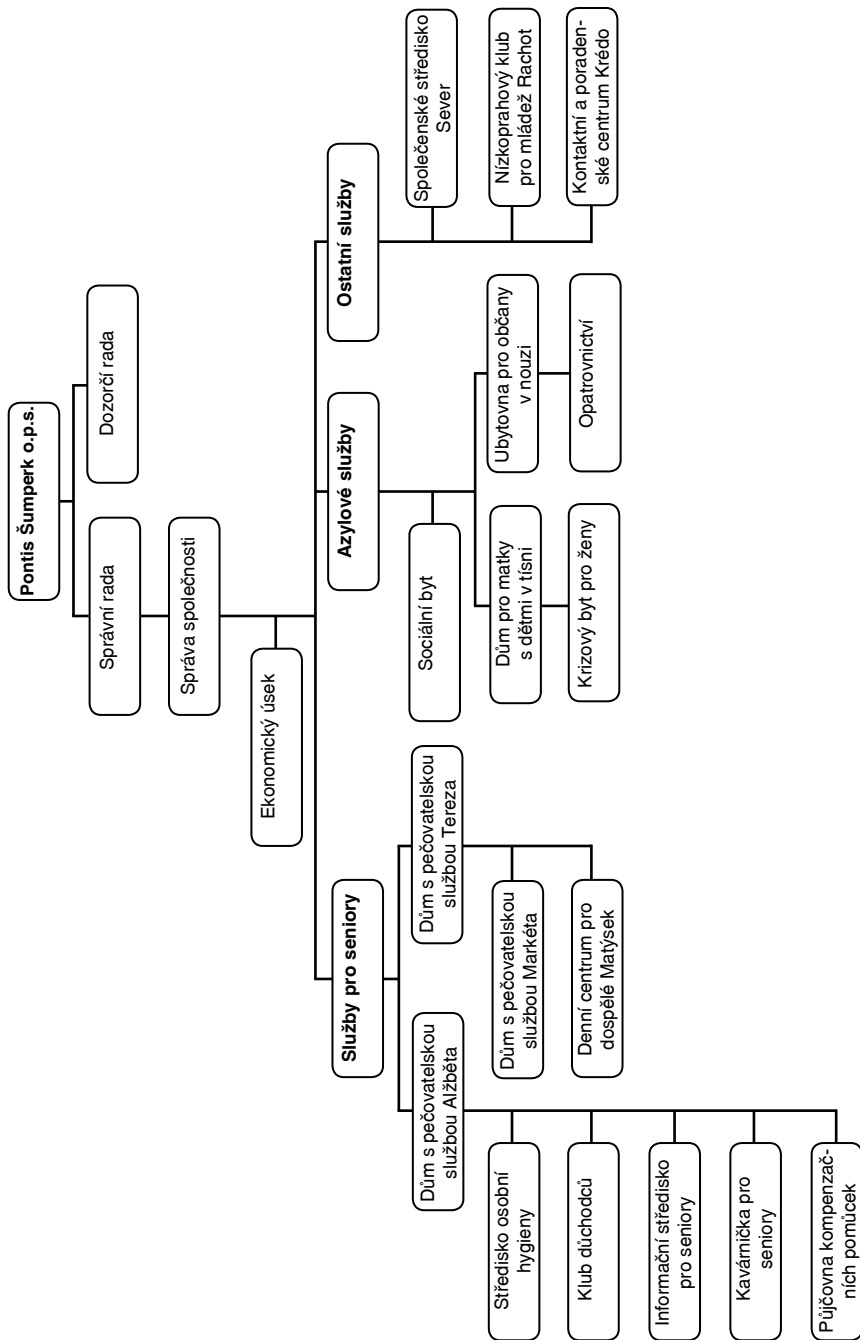 Pontis Šumperk o.p.s.
Správní rada
Dozorčí rada
Správa společnosti
Ekonomický úsek
Služby pro seniory
Azylové služby
Ostatní služby
Dům s pečovatelskou
službou Alžběta
Středisko osobní
hygieny
Klub důchodců
Informační středisko
pro seniory
Kavárnička pro
seniory
Půjčovna kompenzač-
ních pomůcek
Dům s pečovatelskou
službou Tereza
Dům s pečovatelskou
službou Markéta
Denní centrum pro
dospělé Matýsek
Sociální byt
Dům pro matky
s dětmi v tísni
Krizový byt pro ženy
Ubytovna pro občany
v nouzi
Opatrovnictví
Společenské středisko
Sever
Nízkoprahový klub
pro mládež Rachot
Kontaktní a poraden-
ské centrum Krédo